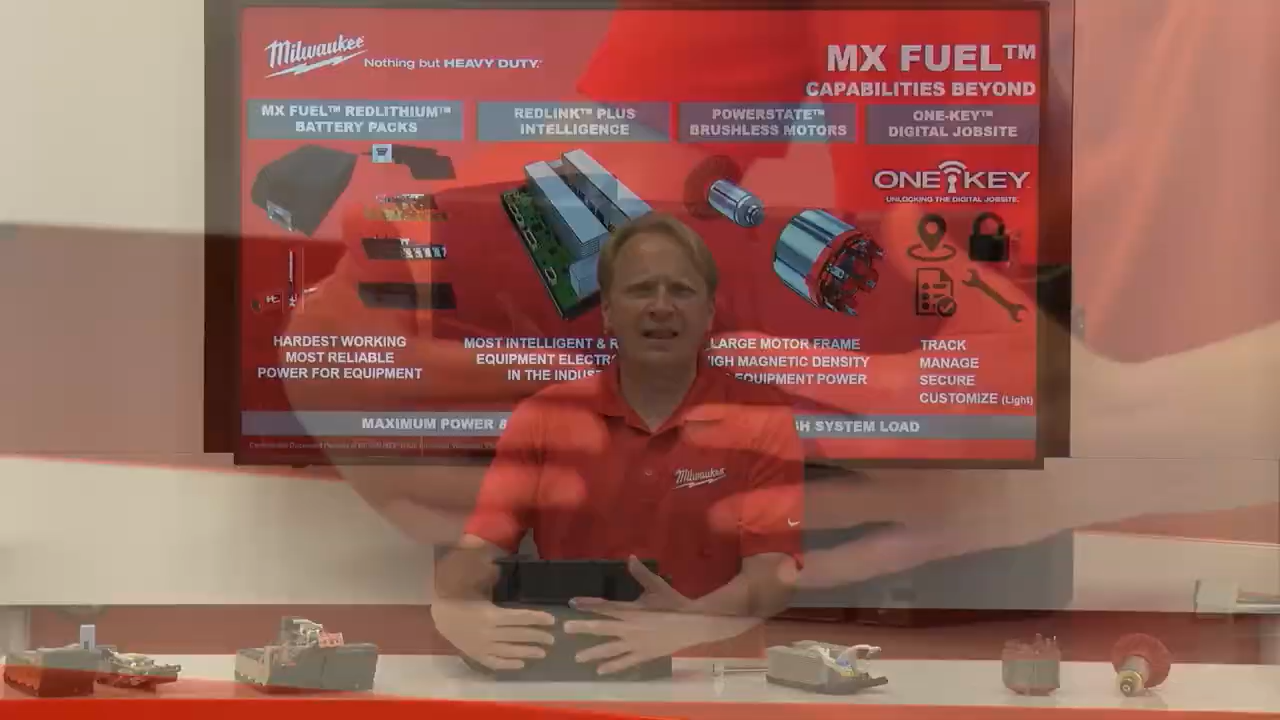 Milwaukee
Nothing but HEAVY DUTY.™
MX FUEL™
CAPABILITIES BEYOND
MX FUEL™ REDLITHIUM™
BATTERY PACKS
REDLINK™ PLUS
INTELLIGENCE
POWERSTATE™
BRUSHLESS MOTORS
ONE-KEY™
DIGITAL JOBSITE
ONE KEY™
UNLOCKING THE DIGITAL JOBSITE.
HARDEST WORKING
MOST RELIABLE
POWER FOR EQUIPMENT
MOST INTELLIGENT & R
EQUIPMENT ELECTR
IN THE INDUS
LARGE MOTOR FRAME
HIGH MAGNETIC DENSITY
EQUIPMENT POWER
TRACK
MANAGE
SECURE
CUSTOMIZE (Light)
MAXIMUM POWER &
H SYSTEM LOAD
Milwaukee